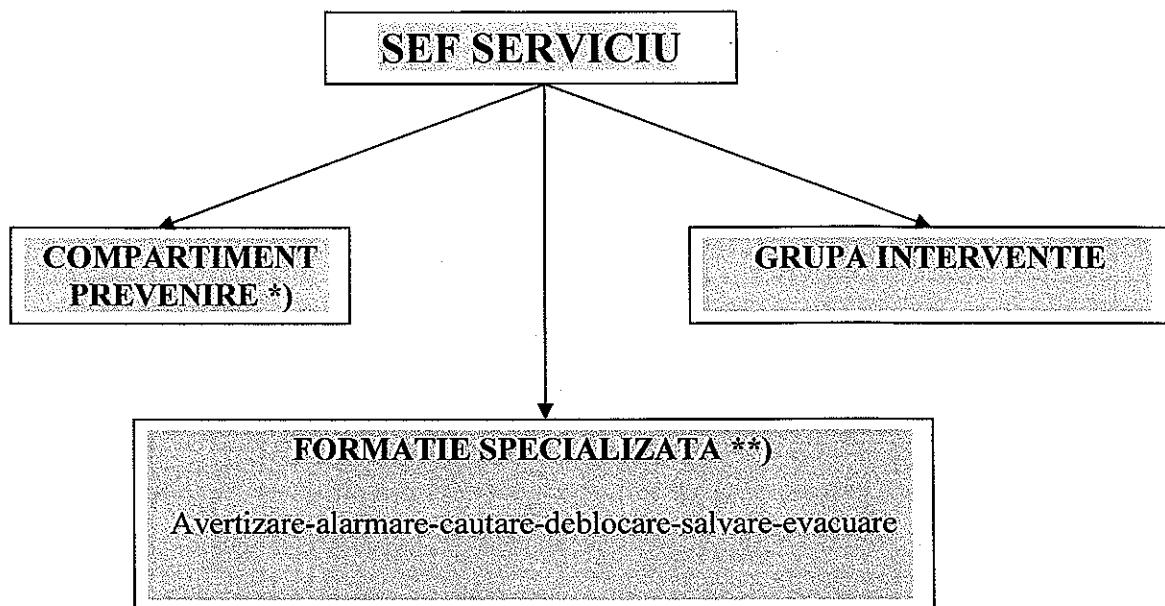 SEF SERVICIU
COMPARTIMENT
PREVENIRE *)
GRUPA INTERVENTIE
FORMATIE SPECIALIZATA **)
Avertizare-alarmare-cautare-deblocare-salvare-evacuare